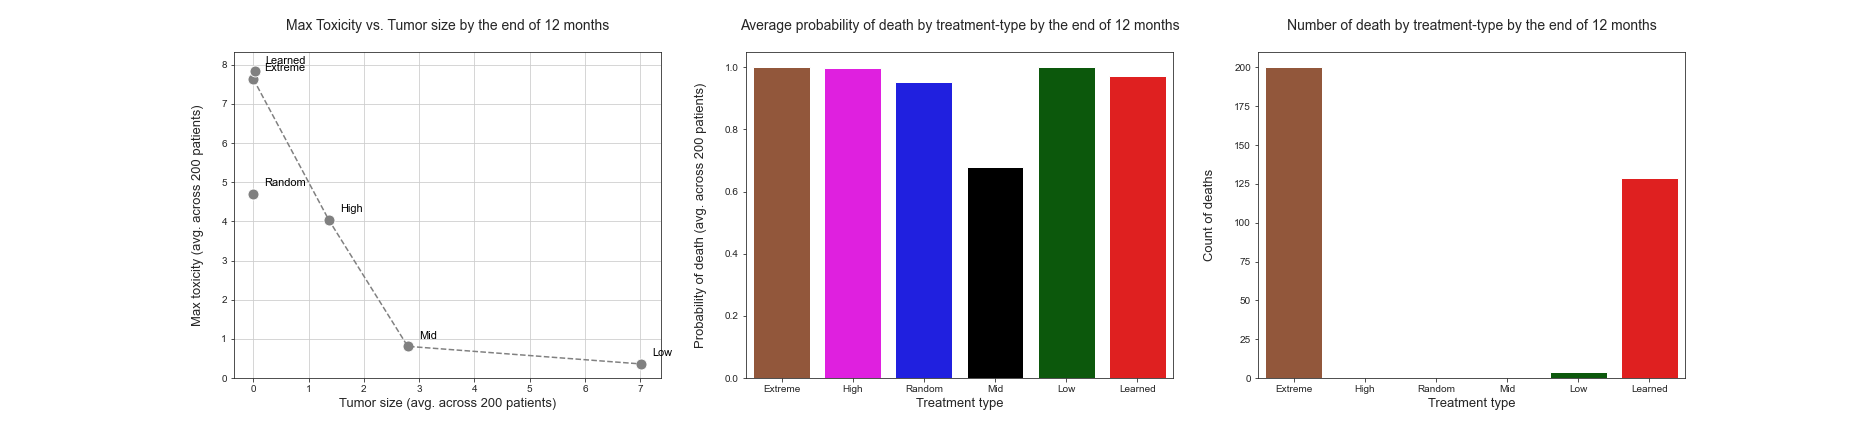 Max Toxicity vs. Tumor size by the end of 12 months
Max toxicity (avg. across 200 patients)
8
7
6
5
4
3
2
1
0
Learned
Extreme
Random
High
Mid
Low
0 1 2 3 4 5 6 7
Tumor size (avg. across 200 patients)
Average probability of death by treatment-type by the end of 12 months
Probability of death (avg. across 200 patients)
1.0
0.8
0.6
0.4
0.2
0.0
Extreme High Random Mid Low Learned
Treatment type
Number of death by treatment-type by the end of 12 months
Count of deaths
200
175
150
125
100
75
50
25
0
Extreme High Random Mid Low Learned
Treatment type